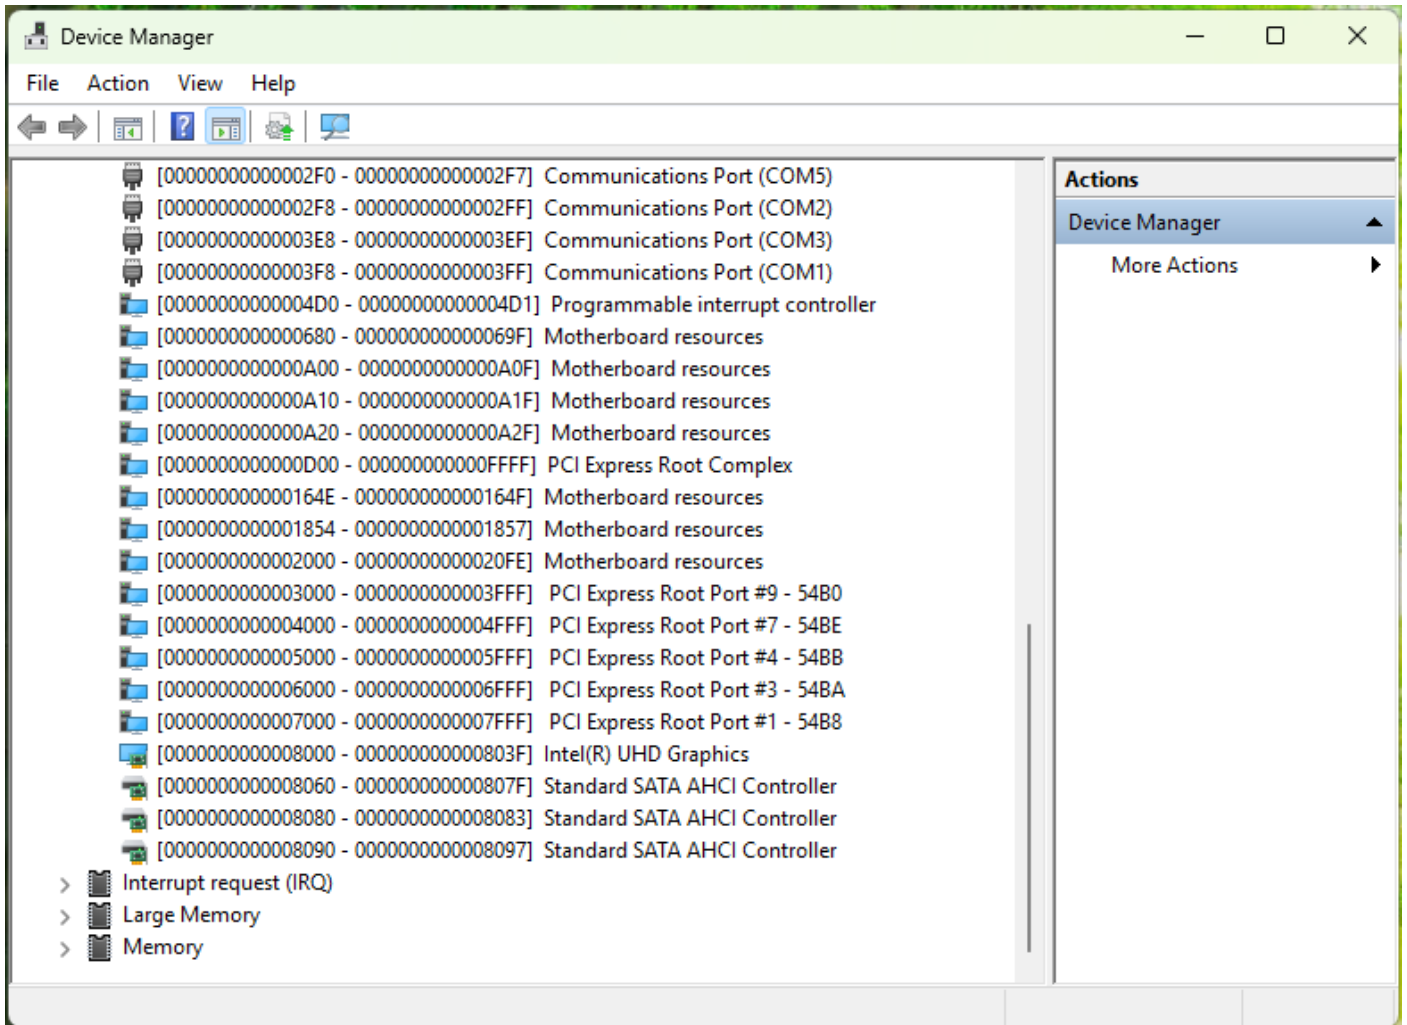 Device Manager
File Action View Help
[00000000000002F0 - 00000000000002F7] Communications Port (COM5)
[00000000000002F8 - 00000000000002FF] Communications Port (COM2)
[00000000000003E8 - 00000000000003EF] Communications Port (COM3)
[00000000000003F8 - 00000000000003FF] Communications Port (COM1)
[00000000000004D0 - 00000000000004D1] Programmable interrupt controller
[0000000000000680 - 000000000000069F] Motherboard resources
[0000000000000A00 - 0000000000000A0F] Motherboard resources
[0000000000000A10 - 0000000000000A1F] Motherboard resources
[0000000000000A20 - 0000000000000A2F] Motherboard resources
[0000000000000D00 - 000000000000FFFF] PCI Express Root Complex
[000000000000164E - 000000000000164F] Motherboard resources
[0000000000001854 - 0000000000001857] Motherboard resources
[0000000000002000 - 00000000000020FE] Motherboard resources
[0000000000003000 - 0000000000003FFF] PCI Express Root Port #9 - 54B0
[0000000000004000 - 0000000000004FFF] PCI Express Root Port #7 - 54BE
[0000000000005000 - 0000000000005FFF] PCI Express Root Port #4 - 54BB
[0000000000006000 - 0000000000006FFF] PCI Express Root Port #3 - 54BA
[0000000000007000 - 0000000000007FFF] PCI Express Root Port #1 - 54B8
[0000000000008000 - 000000000000803F] Intel(R) UHD Graphics
[0000000000008060 - 000000000000807F] Standard SATA AHCI Controller
[0000000000008080 - 0000000000008083] Standard SATA AHCI Controller
[0000000000008090 - 0000000000008097] Standard SATA AHCI Controller
Interrupt request (IRQ)
Large Memory
Memory
Actions
Device Manager
More Actions